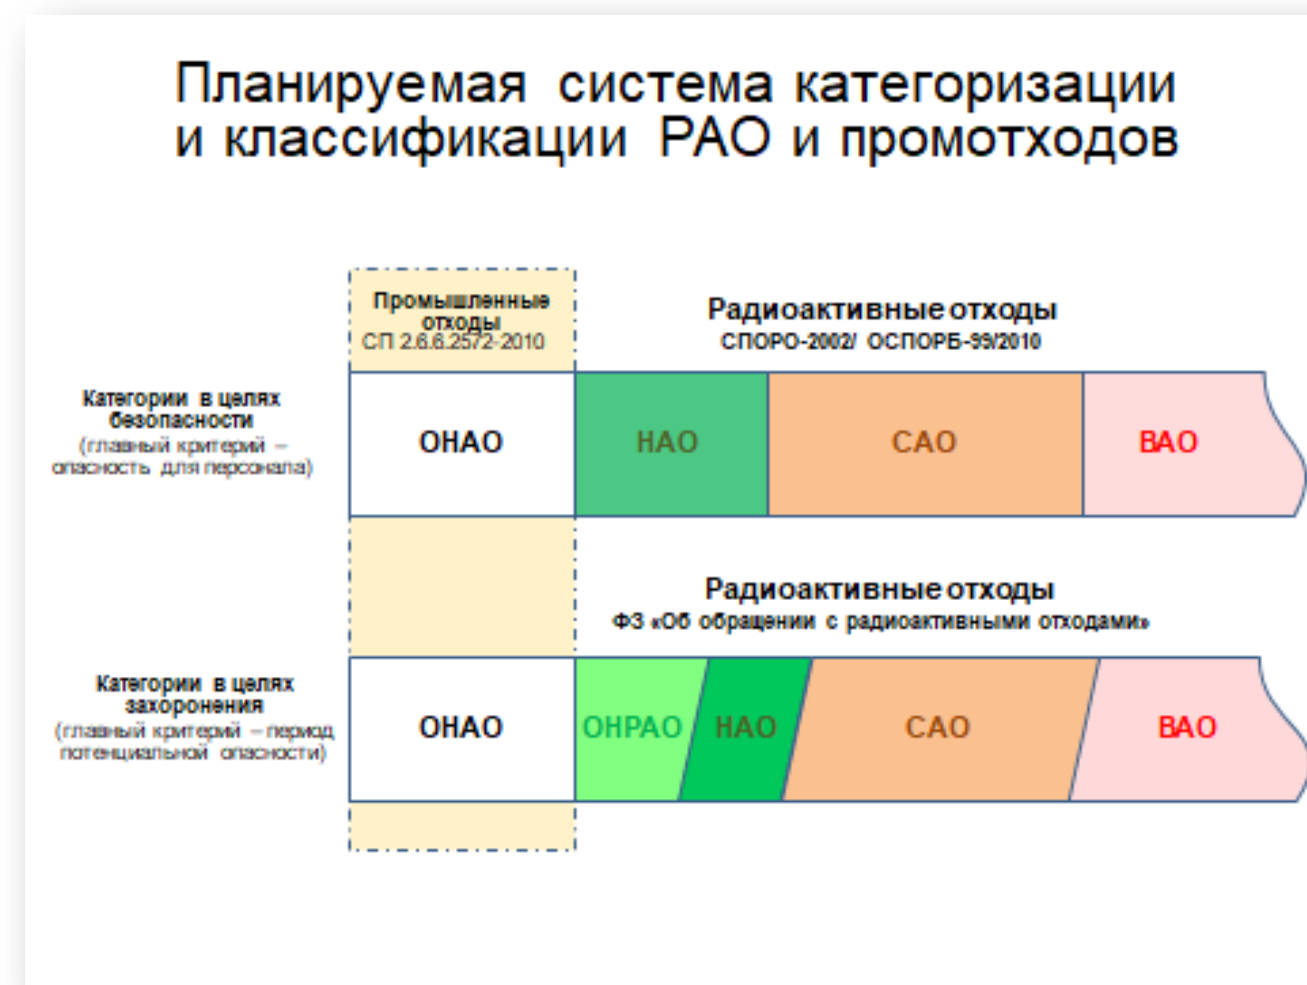 Планируемая система категоризации
и классификации РАО и промотходов
Промышленные
отходы
СП 2.6.6.2572-2010
Радиоактивные отходы
СПОРО-2002/ ОСПОРБ-99/2010
Категории в целях
безопасности
(главный критерий –
опасность для персонала)
ОНАО
НАО
САО
ВАО
Радиоактивные отходы
ФЗ «Об обращении с радиоактивными отходами»
Категории в целях
захоронения
(главный критерий – период
потенциальной опасности)
ОНАО
ОНРАО
НАО
САО
ВАО